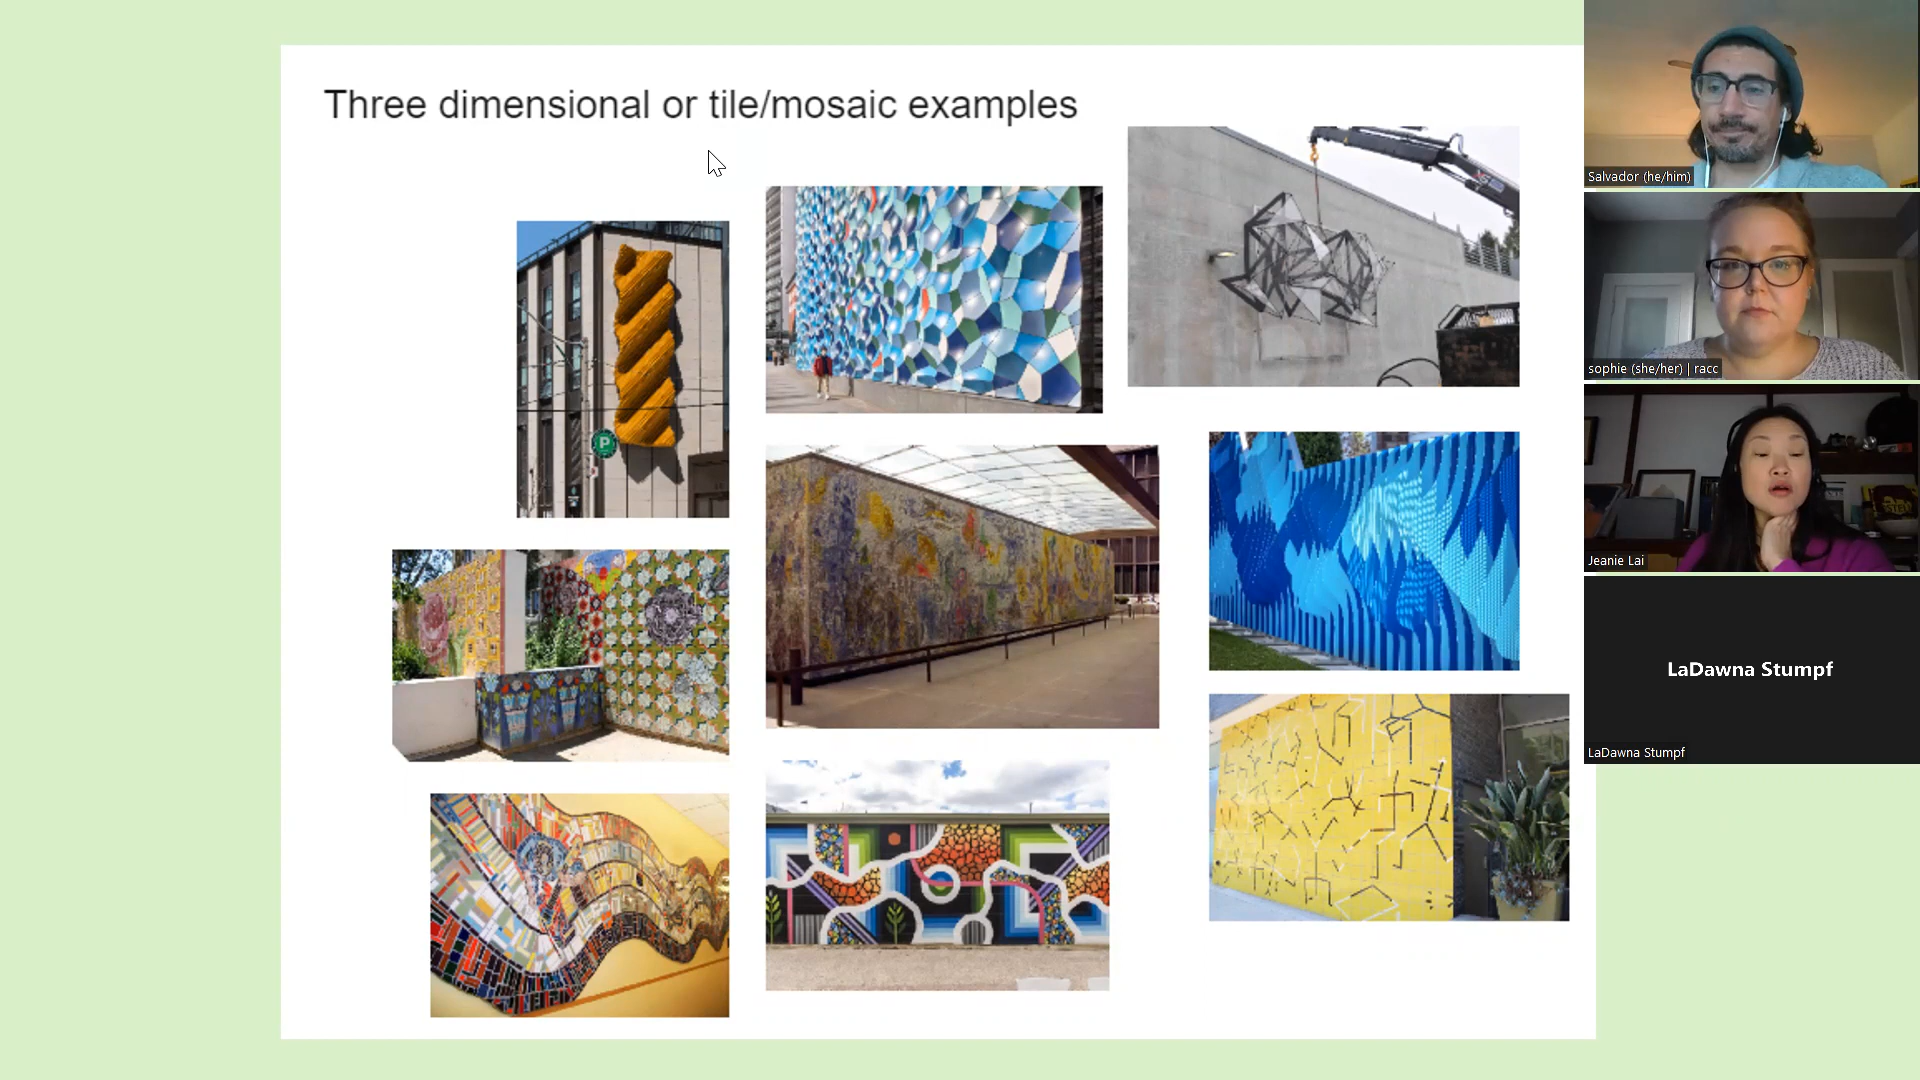 Three dimensional or tile/mosaic examples
P
Salvador (he/him)
sophie (she/her) | racc
Jeanie Lai
LaDawna Stumpf
LaDawna Stumpf